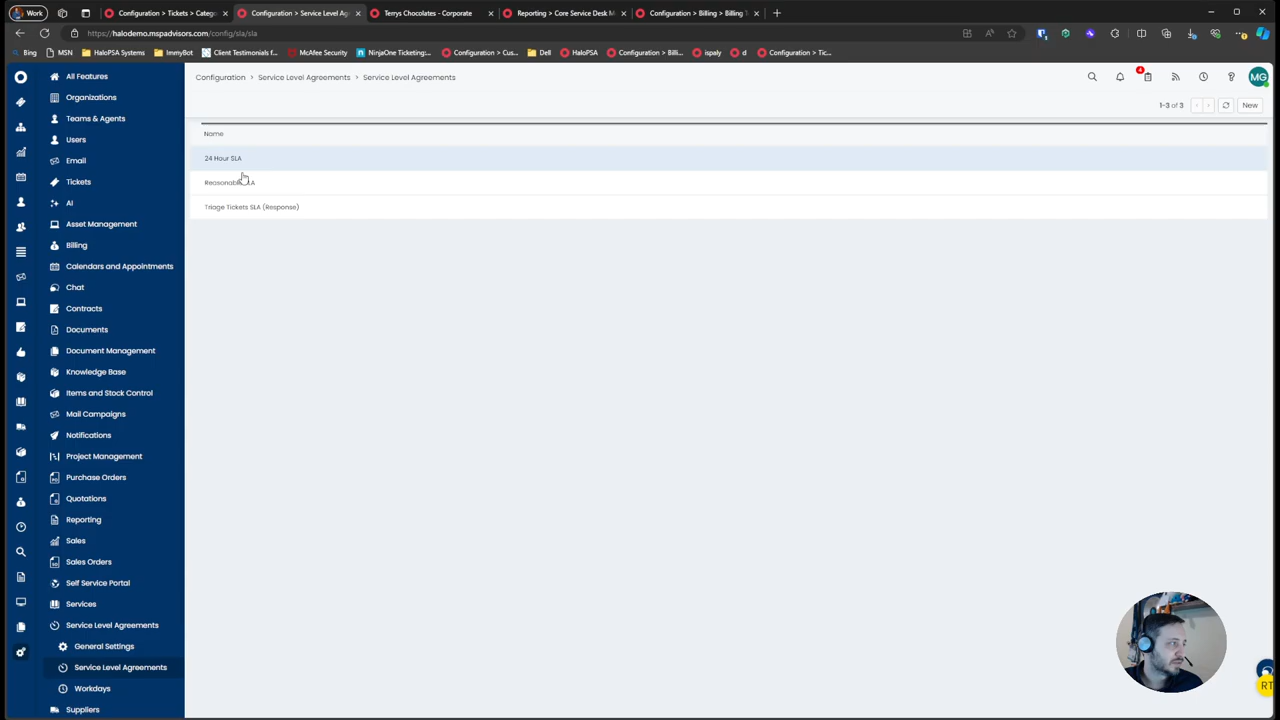 Work
Configuration > Tickets > Categ
Configuration > Service Level Ag
Terrys Chocolates - Corporate
Reporting > Core Service Desk M
Configuration > Billing > Billing T
https://halodemo.mspadvisors.com/config/sla/sla
Bing
MSN
HaloPSA Systems
ImmyBot
Client Testimonials f...
McAfee Security
NinjaOne Ticketing:...
Configuration > Cus...
Dell
HaloPSA
Configuration > Billi...
ispaly
d
Configuration > Tic...
All Features
Configuration > Service Level Agreements > Service Level Agreements
4
MG
Organizations
1-3 of 3
New
Teams & Agents
Users
Name
Email
24 Hour SLA
Tickets
AI
Triage Tickets SLA (Response)
Asset Management
Billing
Calendars and Appointments
Chat
Contracts
Documents
Document Management
Knowledge Base
Items and Stock Control
Mail Campaigns
Notifications
Project Management
Purchase Orders
Quotations
Reporting
Sales
Sales Orders
Self Service Portal
Services
Service Level Agreements
General Settings
Service Level Agreements
Workdays
Suppliers
RT